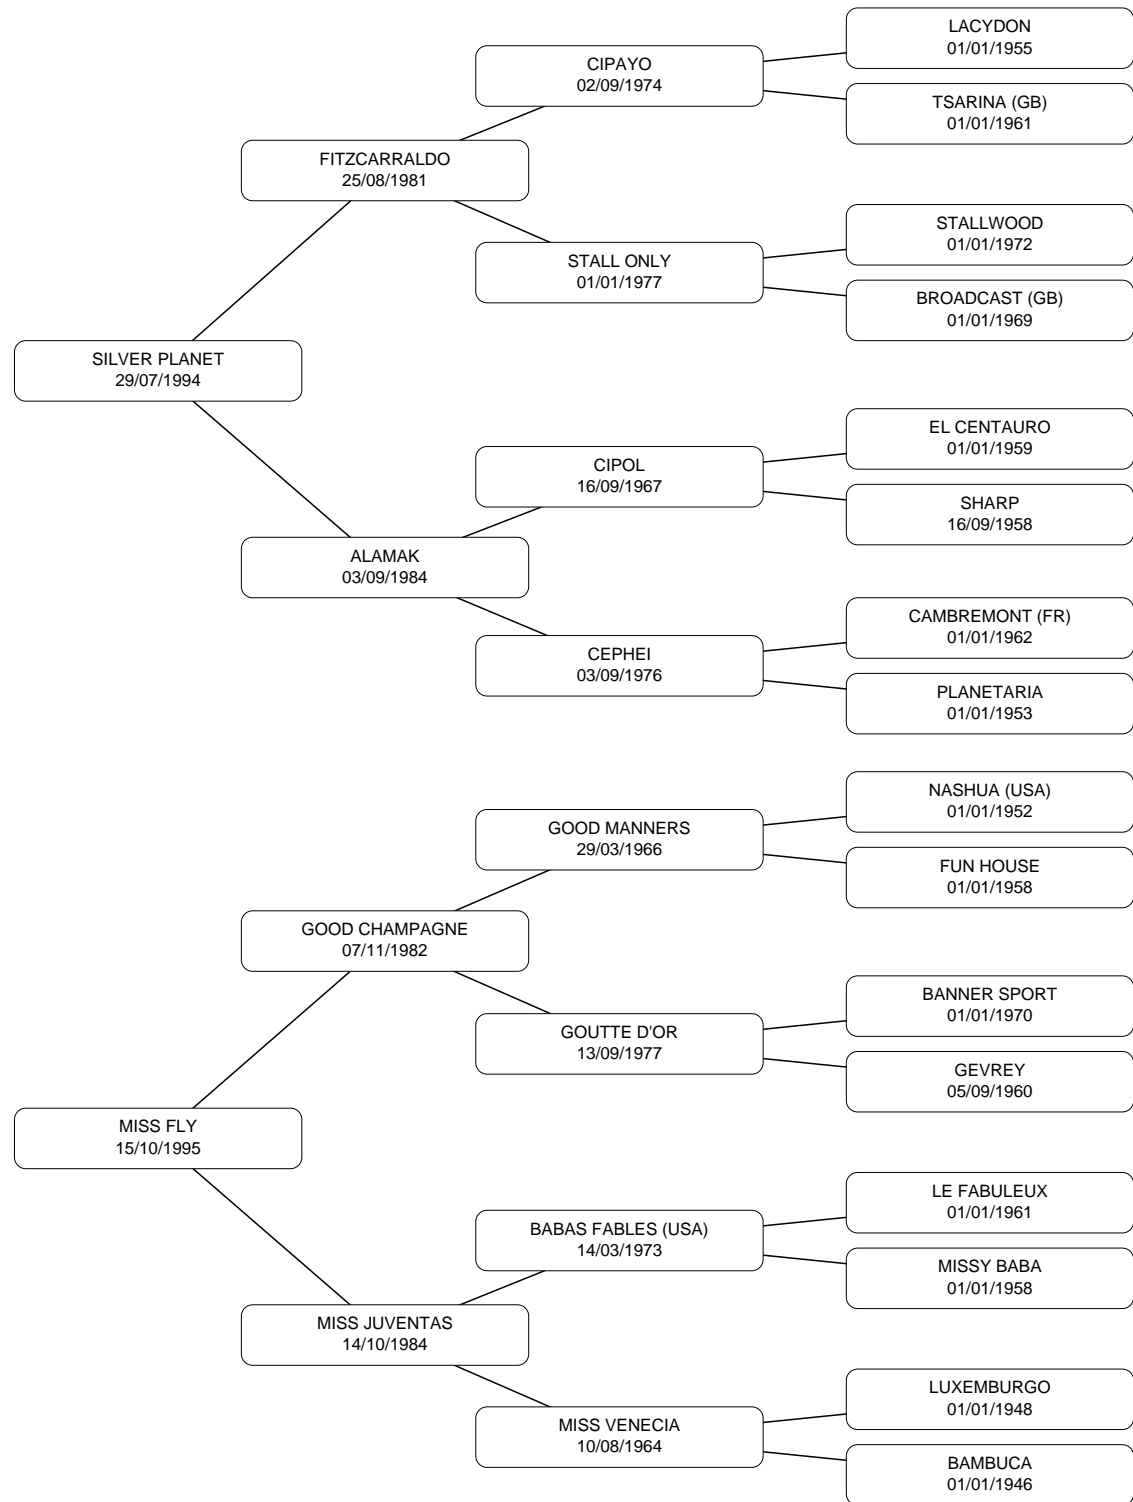 LACYDON
01/01/1955
CIPAYO
02/09/1974
TSARINA (GB)
01/01/1961
FITZCARRALDO
25/08/1981
STALLWOOD
01/01/1972
STALL ONLY
01/01/1977
BROADCAST (GB)
01/01/1969
SILVER PLANET
29/07/1994
EL CENTAURO
01/01/1959
CIPOL
16/09/1967
SHARP
16/09/1958
ALAMAK
03/09/1984
CAMBREMONT (FR)
01/01/1962
CEPHEI
03/09/1976
PLANETARIA
01/01/1953
NASHUA (USA)
01/01/1952
GOOD MANNERS
29/03/1966
FUN HOUSE
01/01/1958
GOOD CHAMPAGNE
07/11/1982
BANNER SPORT
01/01/1970
GOUTTE D'OR
13/09/1977
GEVREY
05/09/1960
MISS FLY
15/10/1995
LE FABULEUX
01/01/1961
BABAS FABLES (USA)
14/03/1973
MISSY BABA
01/01/1958
MISS JUVENTAS
14/10/1984
LUXEMBURGO
01/01/1948
MISS VENECIA
10/08/1964
BAMBUCA
01/01/1946